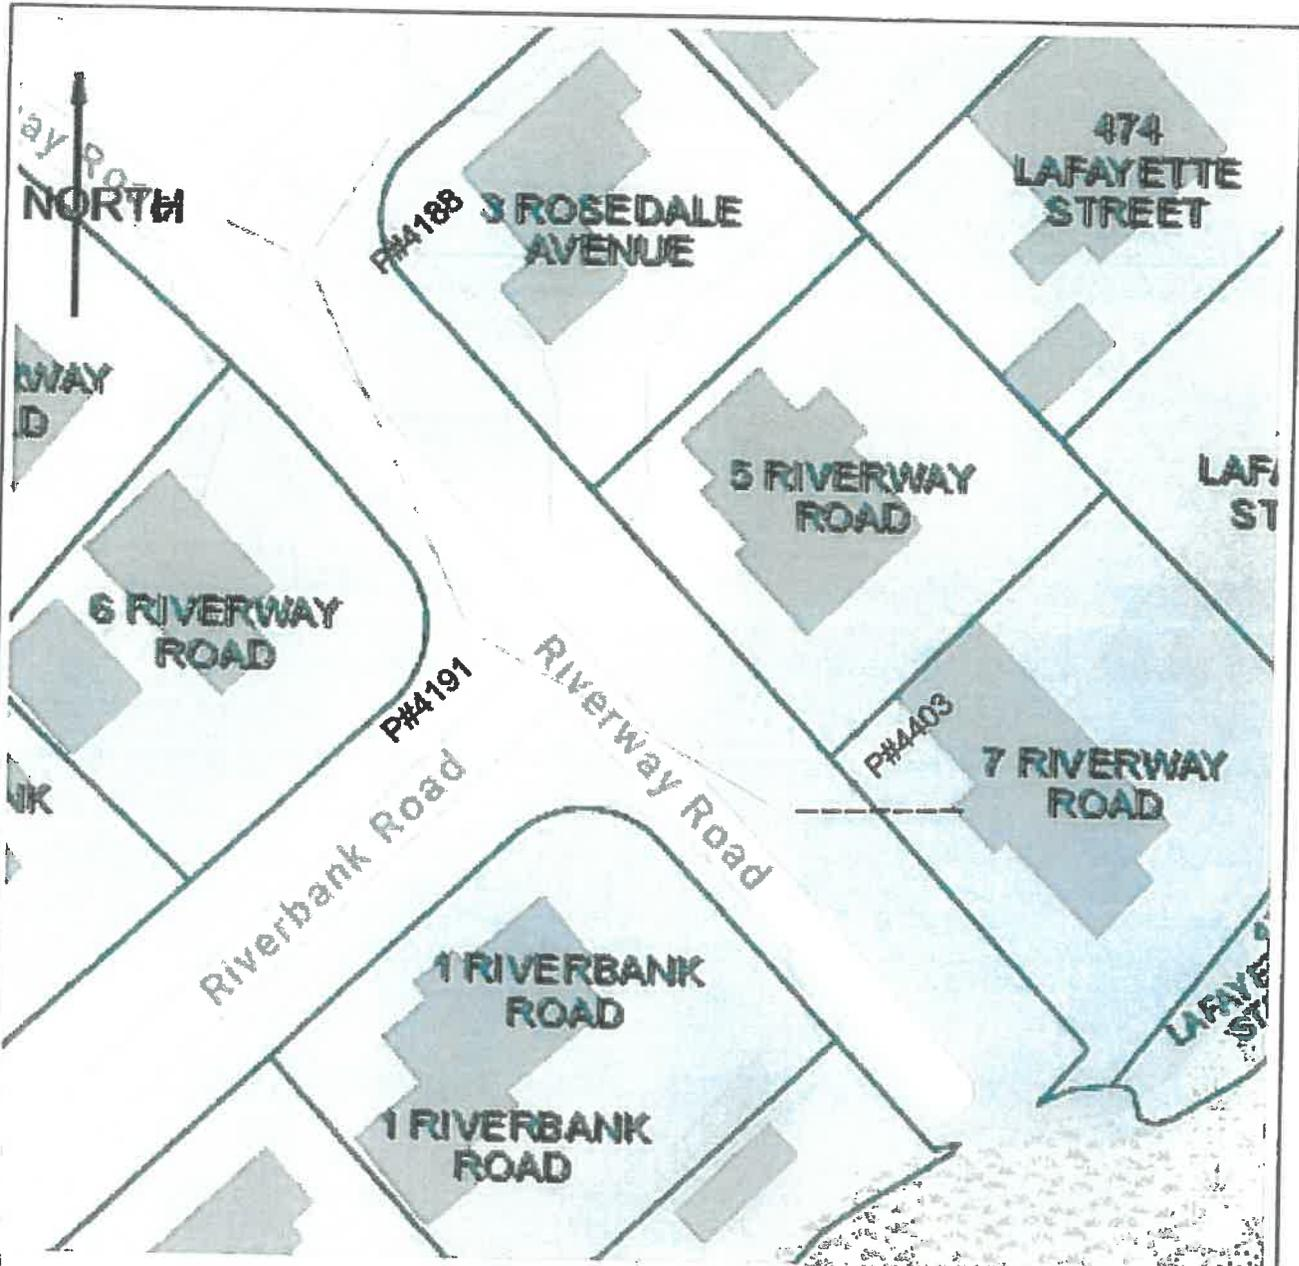 474
LAFAYETTE
STREET
NORTH
P#4188
3 ROSEDALE
AVENUE
5 RIVERWAY
ROAD
6 RIVERWAY
ROAD
P#4191
Riverway Road
P#4403
7 RIVERWAY
ROAD
Riverbank Road
1 RIVERBANK
ROAD
1 RIVERBANK
ROAD